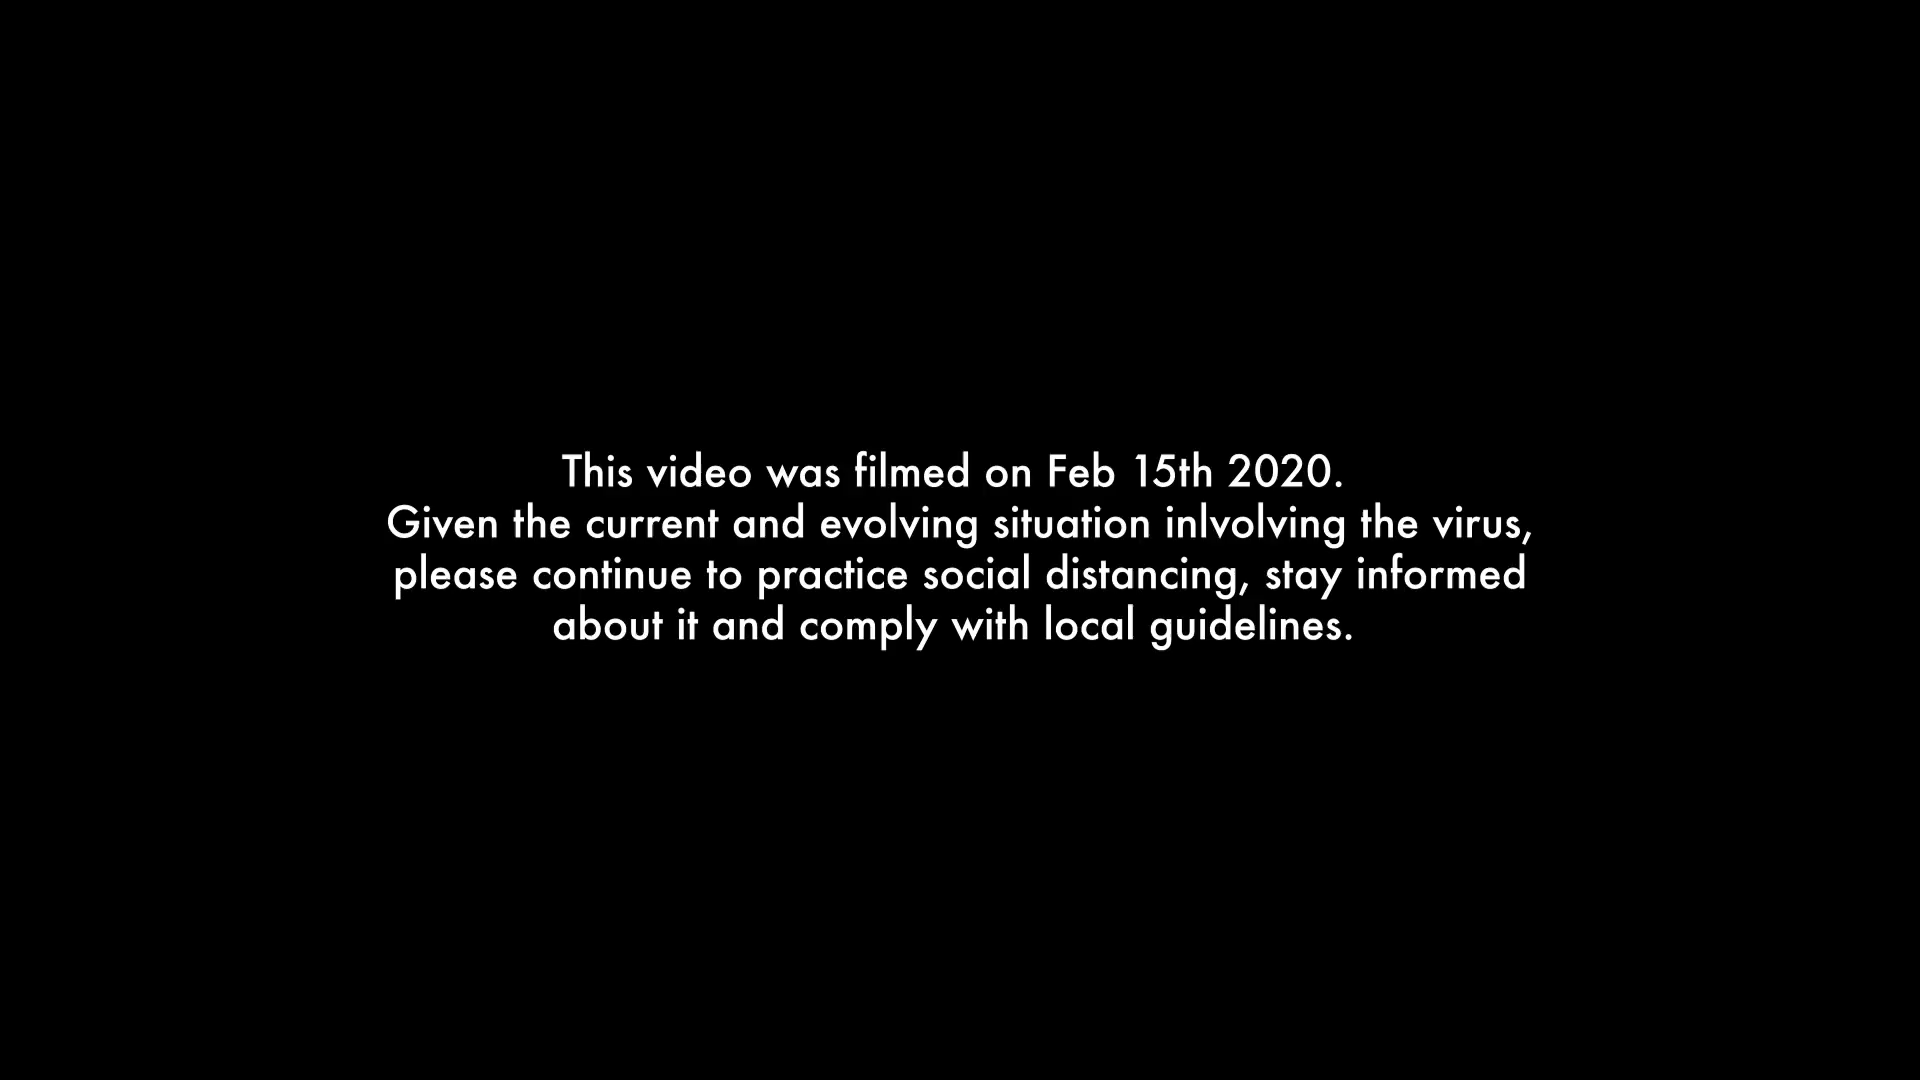 This video was filmed on Feb 15th 2020.
Given the current and evolving situation inlvolving the virus,
please continue to practice social distancing, stay informed
about it and comply with local guidelines.